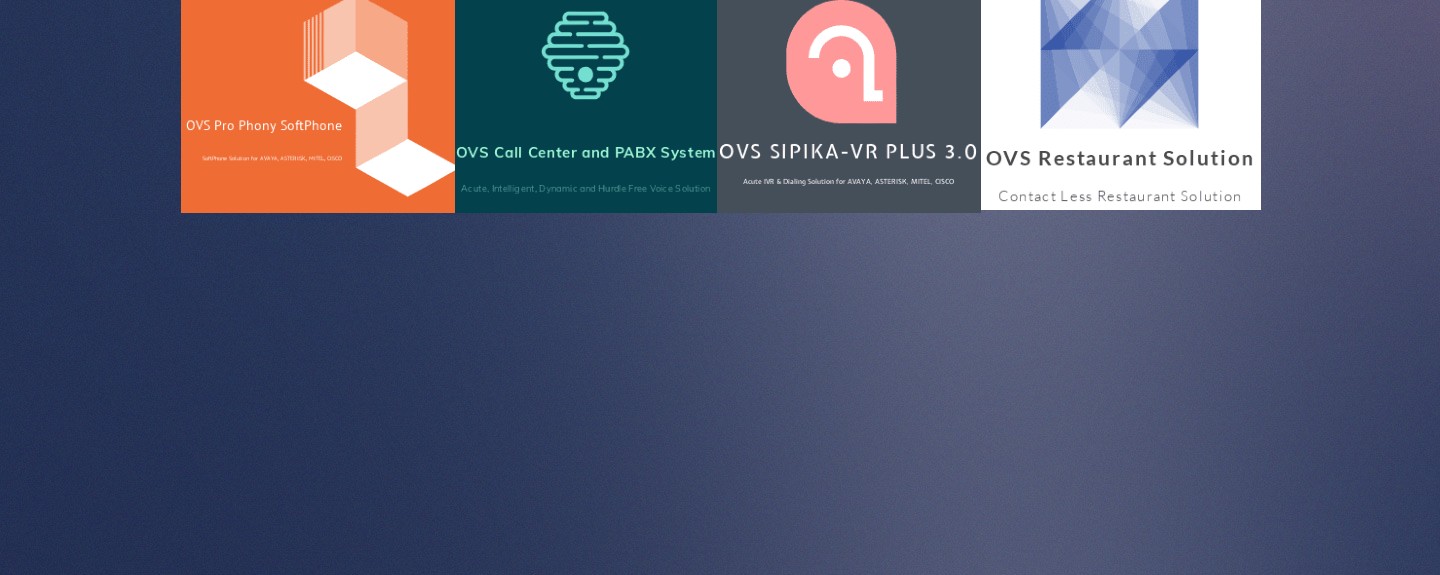 OVS Pro Phony SoftPhone
SoftPhone Solution for AVAYA, ASTERISK, MITEL, CISCO
OVS Call Center and PABX System
Acute, Intelligent, Dynamic and Hurdle Free Voice Solution
OVS SIPIKA-VR PLUS 3.0
Acute IVR & Dialing Solution for AVAYA, ASTERISK, MITEL, CISCO
OVS Restaurant Solution
Contact Less Restaurant Solution